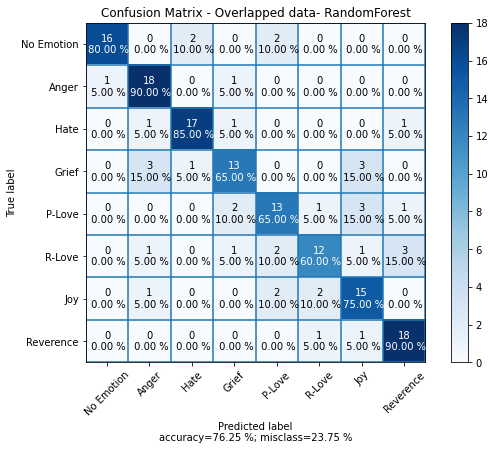 Confusion Matrix - Overlapped data- RandomForest
No Emotion 16 0 2 0 2 0 0 0
80.00 % 0.00 % 10.00 % 0.00 % 10.00 % 0.00 % 0.00 % 0.00 %
Anger 1 18 0 1 0 0 0 0
5.00 % 90.00 % 0.00 % 5.00 % 0.00 % 0.00 % 0.00 % 0.00 %
Hate 0 1 17 1 0 0 0 1
0.00 % 5.00 % 85.00 % 5.00 % 0.00 % 0.00 % 0.00 % 5.00 %
Grief 0 3 1 13 0 0 3 0
0.00 % 15.00 % 5.00 % 65.00 % 0.00 % 0.00 % 15.00 % 0.00 %
P-Love 0 0 0 2 13 1 3 1
0.00 % 0.00 % 0.00 % 10.00 % 65.00 % 5.00 % 15.00 % 5.00 %
R-Love 0 1 0 1 2 12 1 3
0.00 % 5.00 % 0.00 % 5.00 % 10.00 % 60.00 % 5.00 % 15.00 %
Joy 0 1 0 0 2 2 15 0
0.00 % 5.00 % 0.00 % 0.00 % 10.00 % 10.00 % 75.00 % 0.00 %
Reverence 0 0 0 0 0 1 1 18
0.00 % 0.00 % 0.00 % 0.00 % 0.00 % 5.00 % 5.00 % 90.00 %
True label
No Emotion Anger Hate Grief P-Love R-Love Joy Reverence
Predicted label
accuracy=76.25 %; misclass=23.75 %
18
16
14
12
10
8
6
4
2
0